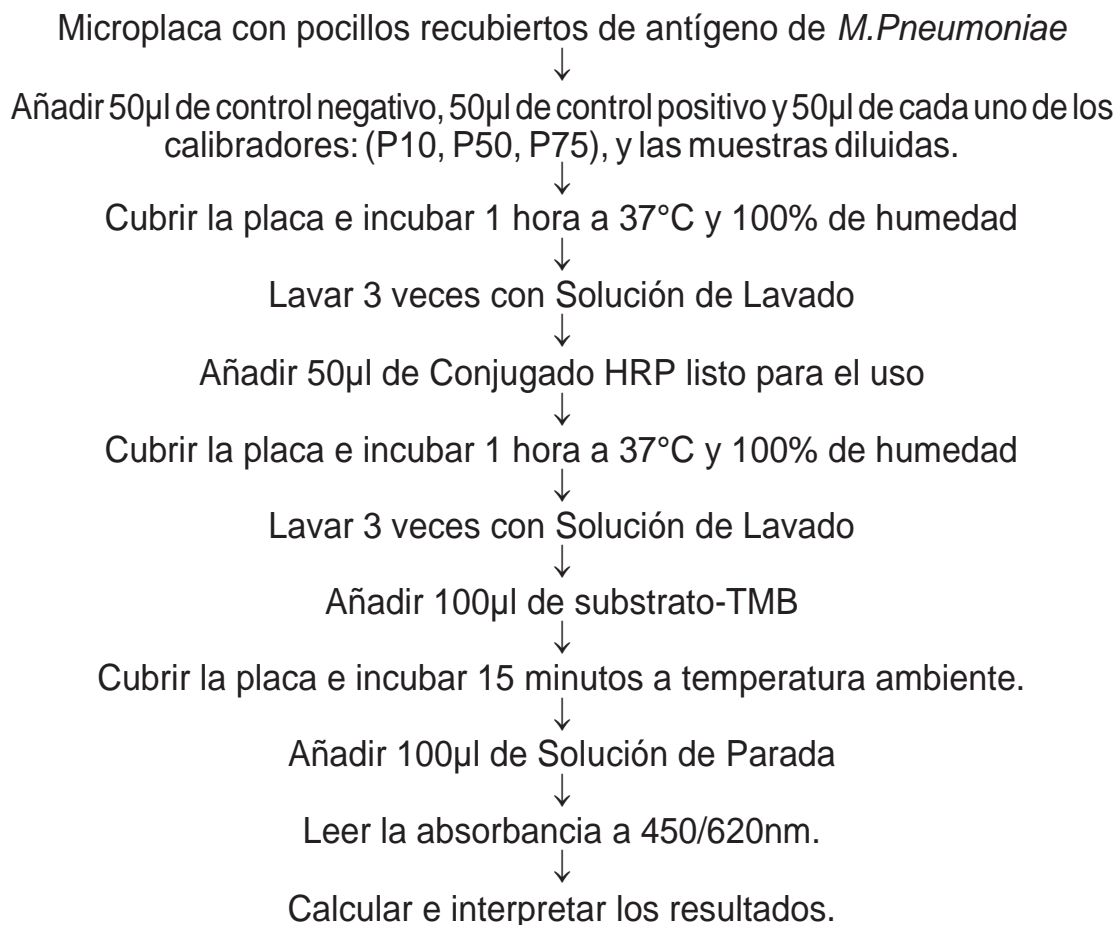 Microplaca con pocillos recubiertos de antígeno de M.Pneumoniae
↓
Añadir 50µl de control negativo, 50µl de control positivo y 50µl de cada uno de los
calibradores: (P10, P50, P75), y las muestras diluidas.
↓
Cubrir la placa e incubar 1 hora a 37°C y 100% de humedad
↓
Lavar 3 veces con Solución de Lavado
↓
Añadir 50µl de Conjugado HRP listo para el uso
↓
Cubrir la placa e incubar 1 hora a 37°C y 100% de humedad
↓
Lavar 3 veces con Solución de Lavado
↓
Añadir 100µl de substrato-TMB
↓
Cubrir la placa e incubar 15 minutos a temperatura ambiente.
↓
Añadir 100µl de Solución de Parada
↓
Leer la absorbancia a 450/620nm.
↓
Calcular e interpretar los resultados.